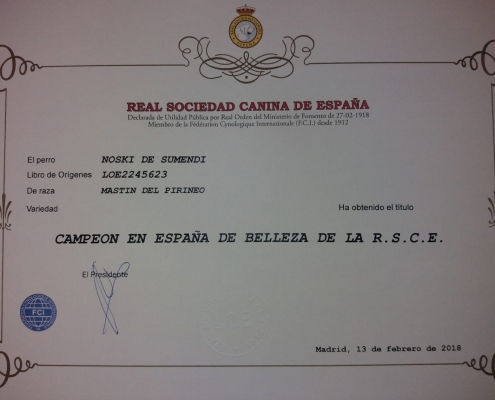 REAL SOCIEDAD CANINA DE ESPAÑA
Declarada de Utilidad Pública por Real Orden del Ministerio de Fomento de 27-02-1918
Miembro de la Fédération Cynologique Internationale (F.C.I.) desde 1912
El perro NOSKI DE SUMENDI
Libro de Orígenes LOE2245623
De raza MASTIN DEL PIRINEO
Variedad Ha obtenido el título
CAMPEON EN ESPAÑA DE BELLEZA DE LA R.S.C.E.
El Presidente
FCI
Madrid, 13 de febrero de 2018